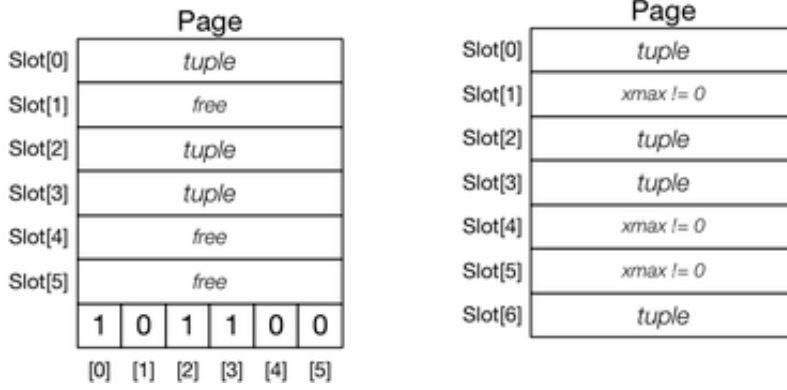 Page
Slot[0] tuple
Slot[1] free
Slot[2] tuple
Slot[3] tuple
Slot[4] free
Slot[5] free
1 0 1 1 0 0
[0] [1] [2] [3] [4] [5]
Page
Slot[0] tuple
Slot[1] xmax != 0
Slot[2] tuple
Slot[3] tuple
Slot[4] xmax != 0
Slot[5] xmax != 0
Slot[6] tuple